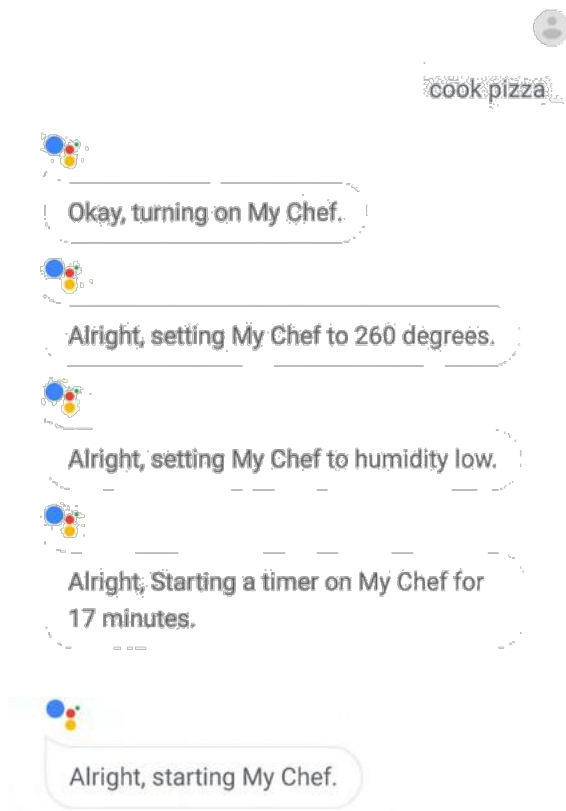 cook pizza
Okay, turning on My Chef.
Alright, setting My Chef to 260 degrees.
Alright, setting My Chef to humidity low.
Alright, Starting a timer on My Chef for
17 minutes.
Alright, starting My Chef.